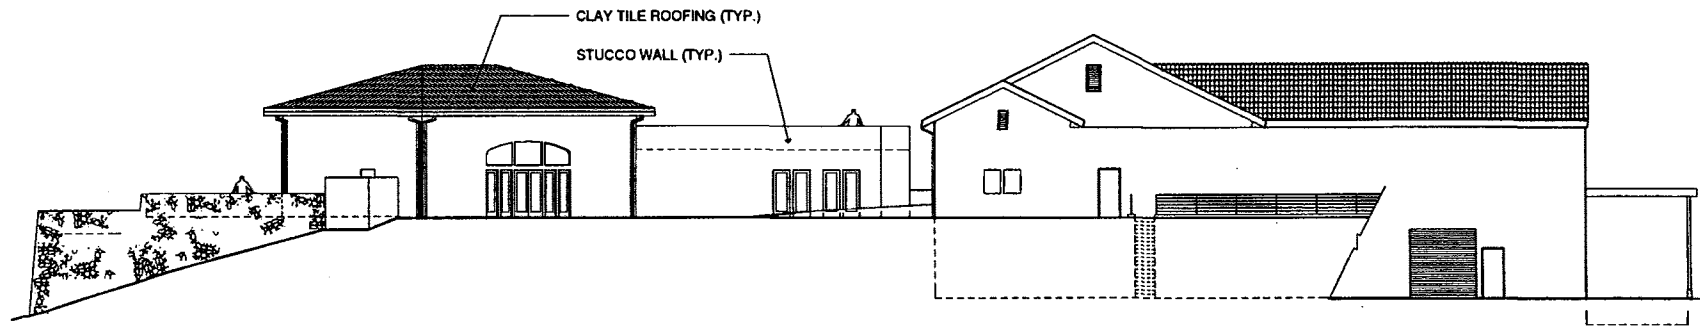 CLAY TILE ROOFING (TYP.)
STUCCO WALL (TYP.)